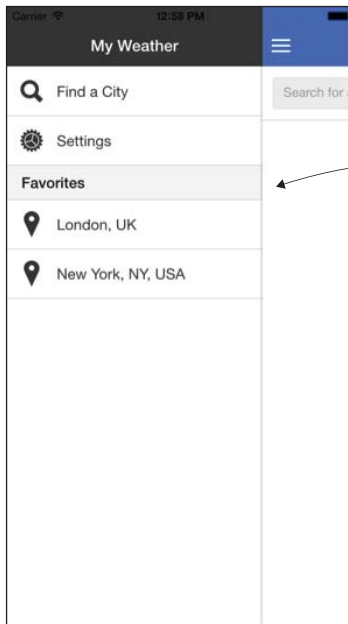 Carrier 12:58 PM
My Weather
Find a City
Search for a
Settings
Favorites
London, UK
New York, NY, USA